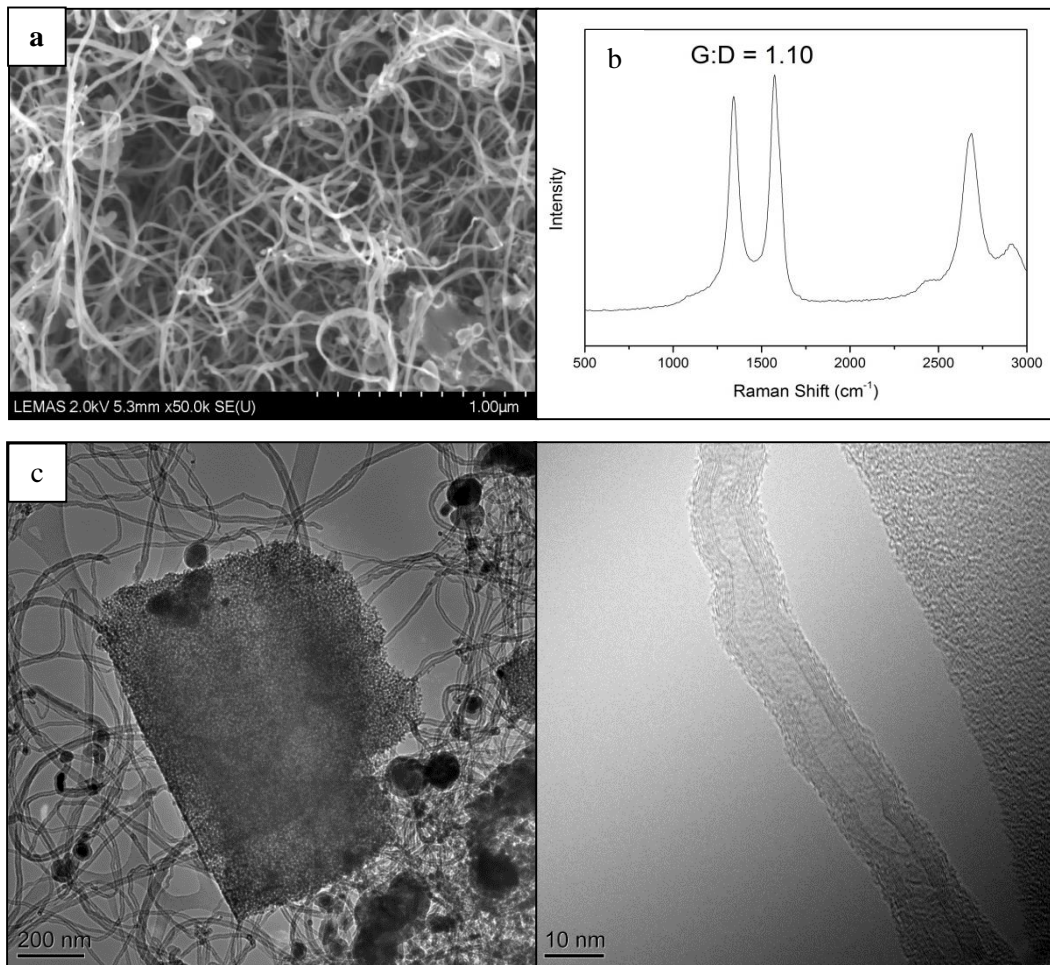 a
LEMAS 2.0kV 5.3mm x50.0k SE(U) 1.00µm
b
G:D = 1.10
Intensity
500 1000 1500 2000 2500 3000
Raman Shift (cm⁻¹)
c
200 nm
10 nm